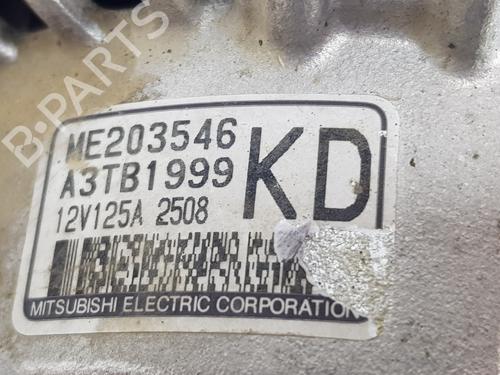 B-PARTS
ME203546
A3TB1999
KD
12V125A 2508
MITSUBISHI ELECTRIC CORPORATION